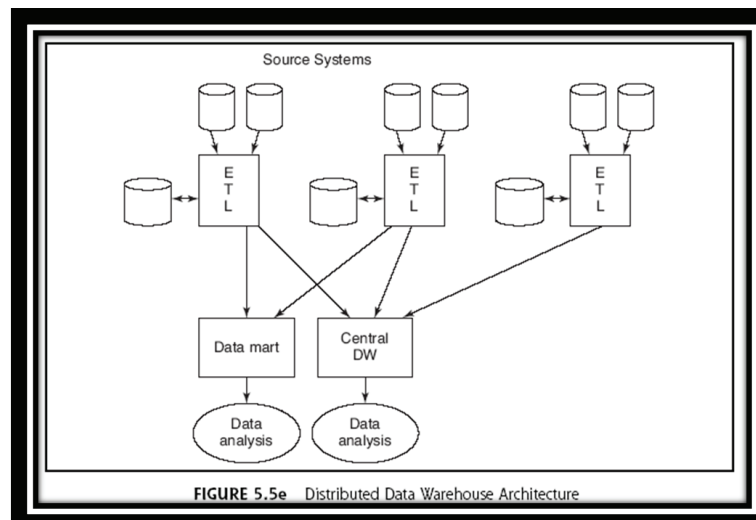 Source Systems
E
T
L
E
T
L
E
T
L
Data mart
Central
DW
Data
analysis
Data
analysis
FIGURE 5.5e Distributed Data Warehouse Architecture